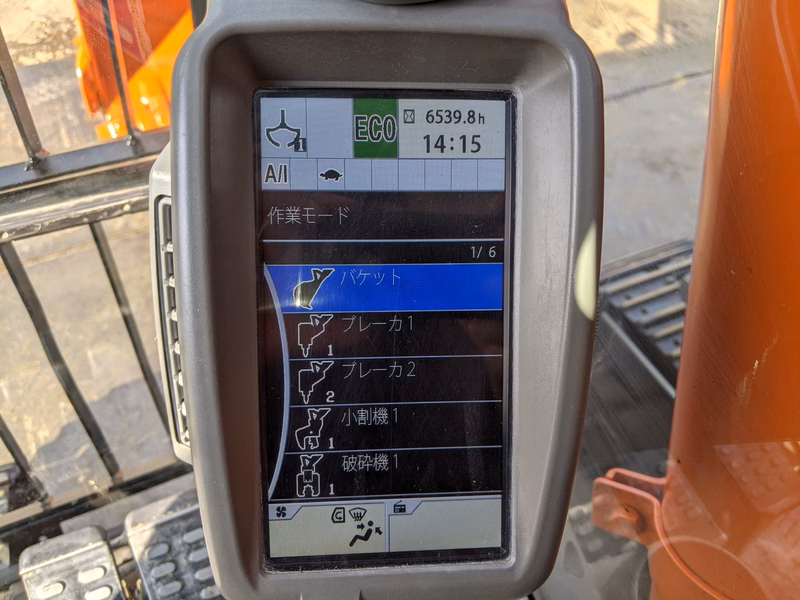 1
ECO
6539.8h
14:15
A/I
作業モード
1/ 6
バケット
ブレーカ1
1
ブレーカ2
2
小割機1
1
破砕機1
1